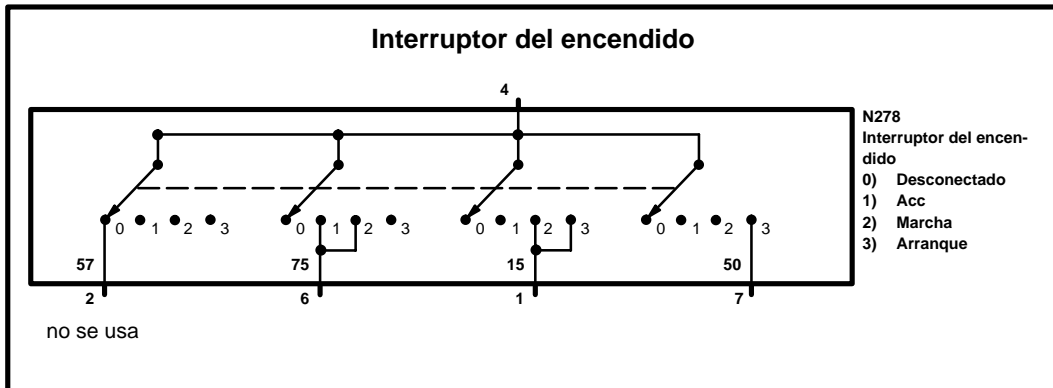 Interruptor del encendido
4
N278
Interruptor del encen-
dido
0) Desconectado
1) Acc
2) Marcha
3) Arranque
0 1 2 3 0 1 2 3 0 1 2 3 0 1 2 3
57 75 15 50
2 6 1 7
no se usa